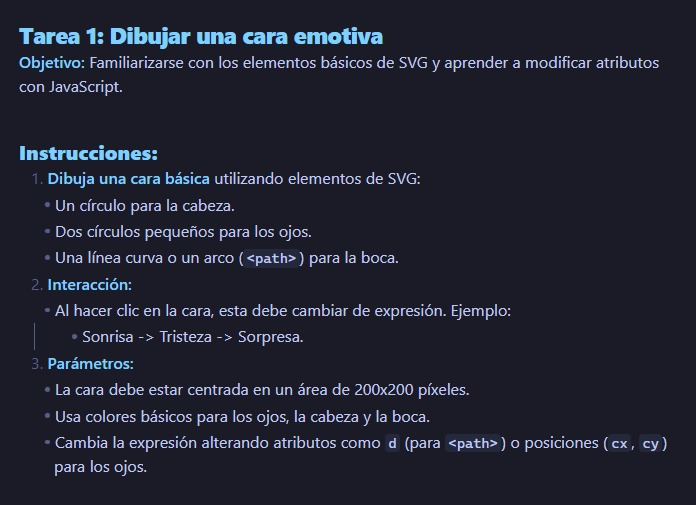 Tarea 1: Dibujar una cara emotiva
Objetivo: Familiarizarse con los elementos básicos de SVG y aprender a modificar atributos
con JavaScript.
Instrucciones:
1. Dibuja una cara básica utilizando elementos de SVG:
• Un círculo para la cabeza.
• Dos círculos pequeños para los ojos.
• Una línea curva o un arco (<path>) para la boca.
2. Interacción:
• Al hacer clic en la cara, esta debe cambiar de expresión. Ejemplo:
• Sonrisa -> Tristeza -> Sorpresa.
3. Parámetros:
• La cara debe estar centrada en un área de 200x200 píxeles.
• Usa colores básicos para los ojos, la cabeza y la boca.
• Cambia la expresión alterando atributos como d (para <path>) o posiciones (cx, cy)
para los ojos.